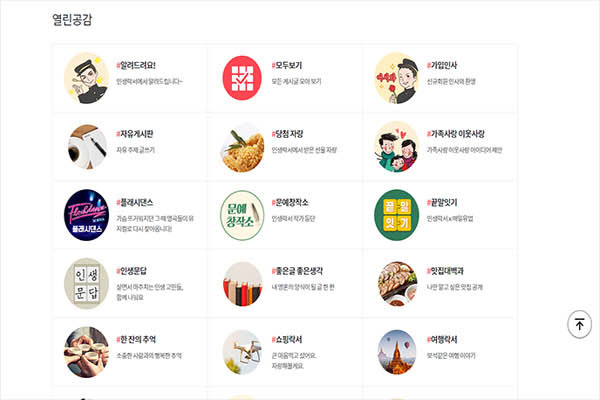 열린공감
#알려드려요!
인생락서에서 알려드립니다~
#모두보기
모든 게시글 모아 보기
#가입인사
신규회원 인사와 환영
#자유게시판
자유 주제 글쓰기
#당첨 자랑
인생락서에서 받은 선물 자랑
#가족사랑 이웃사랑
가족사랑 이웃사랑 아이디어 제안
Flashdance
플래시댄스
#플래시댄스
가슴 뜨거워지던 그때 명곡들이 뮤
지컬로 다시 찾아옵니다!
문예
창작소
#문예창작소
인생락서 작가 등단
끝말
잇기
#끝말잇기
인생락서 x 매일유업
인생
문답
#인생문답
살면서 마주치는 인생 고민들,
함께 나눠요
#좋은글 좋은생각
내 영혼의 양식이 될 글 한 편
#맛집대백과
나만 알고 싶은 맛집 공개
#한 잔의 추억
소중한 사람과의 행복한 추억
#쇼핑락서
큰 마음먹고 샀어요.
자랑해볼게요.
#여행락서
보석같은 여행 이야기